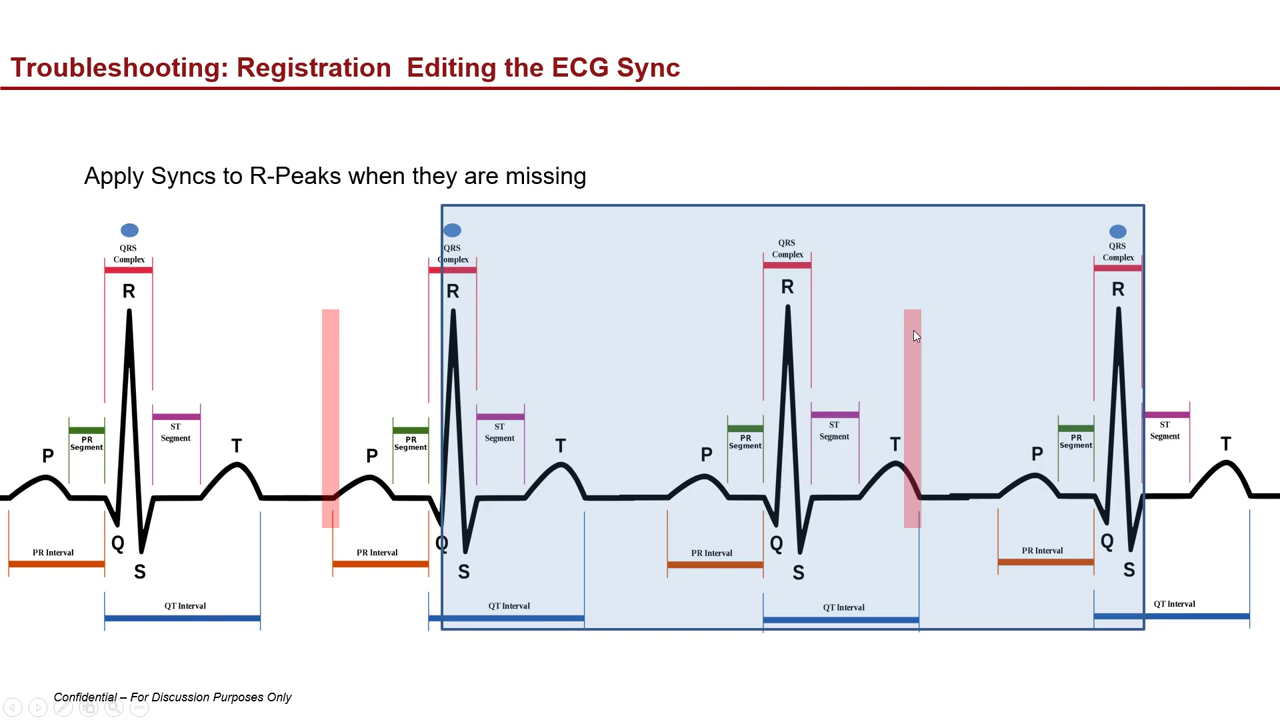 Troubleshooting: Registration  Editing the ECG Sync
Apply Syncs to R-Peaks when they are missing
QRS
Complex
R
P
PR
Segment
ST
Segment
T
Q
S
PR Interval
QT Interval
QRS
Complex
R
P
PR
Segment
ST
Segment
T
Q
S
PR Interval
QT Interval
QRS
Complex
R
P
PR
Segment
ST
Segment
T
Q
S
PR Interval
QT Interval
QRS
Complex
R
P
PR
Segment
ST
Segment
T
Q
S
PR Interval
QT Interval
Confidential – For Discussion Purposes Only